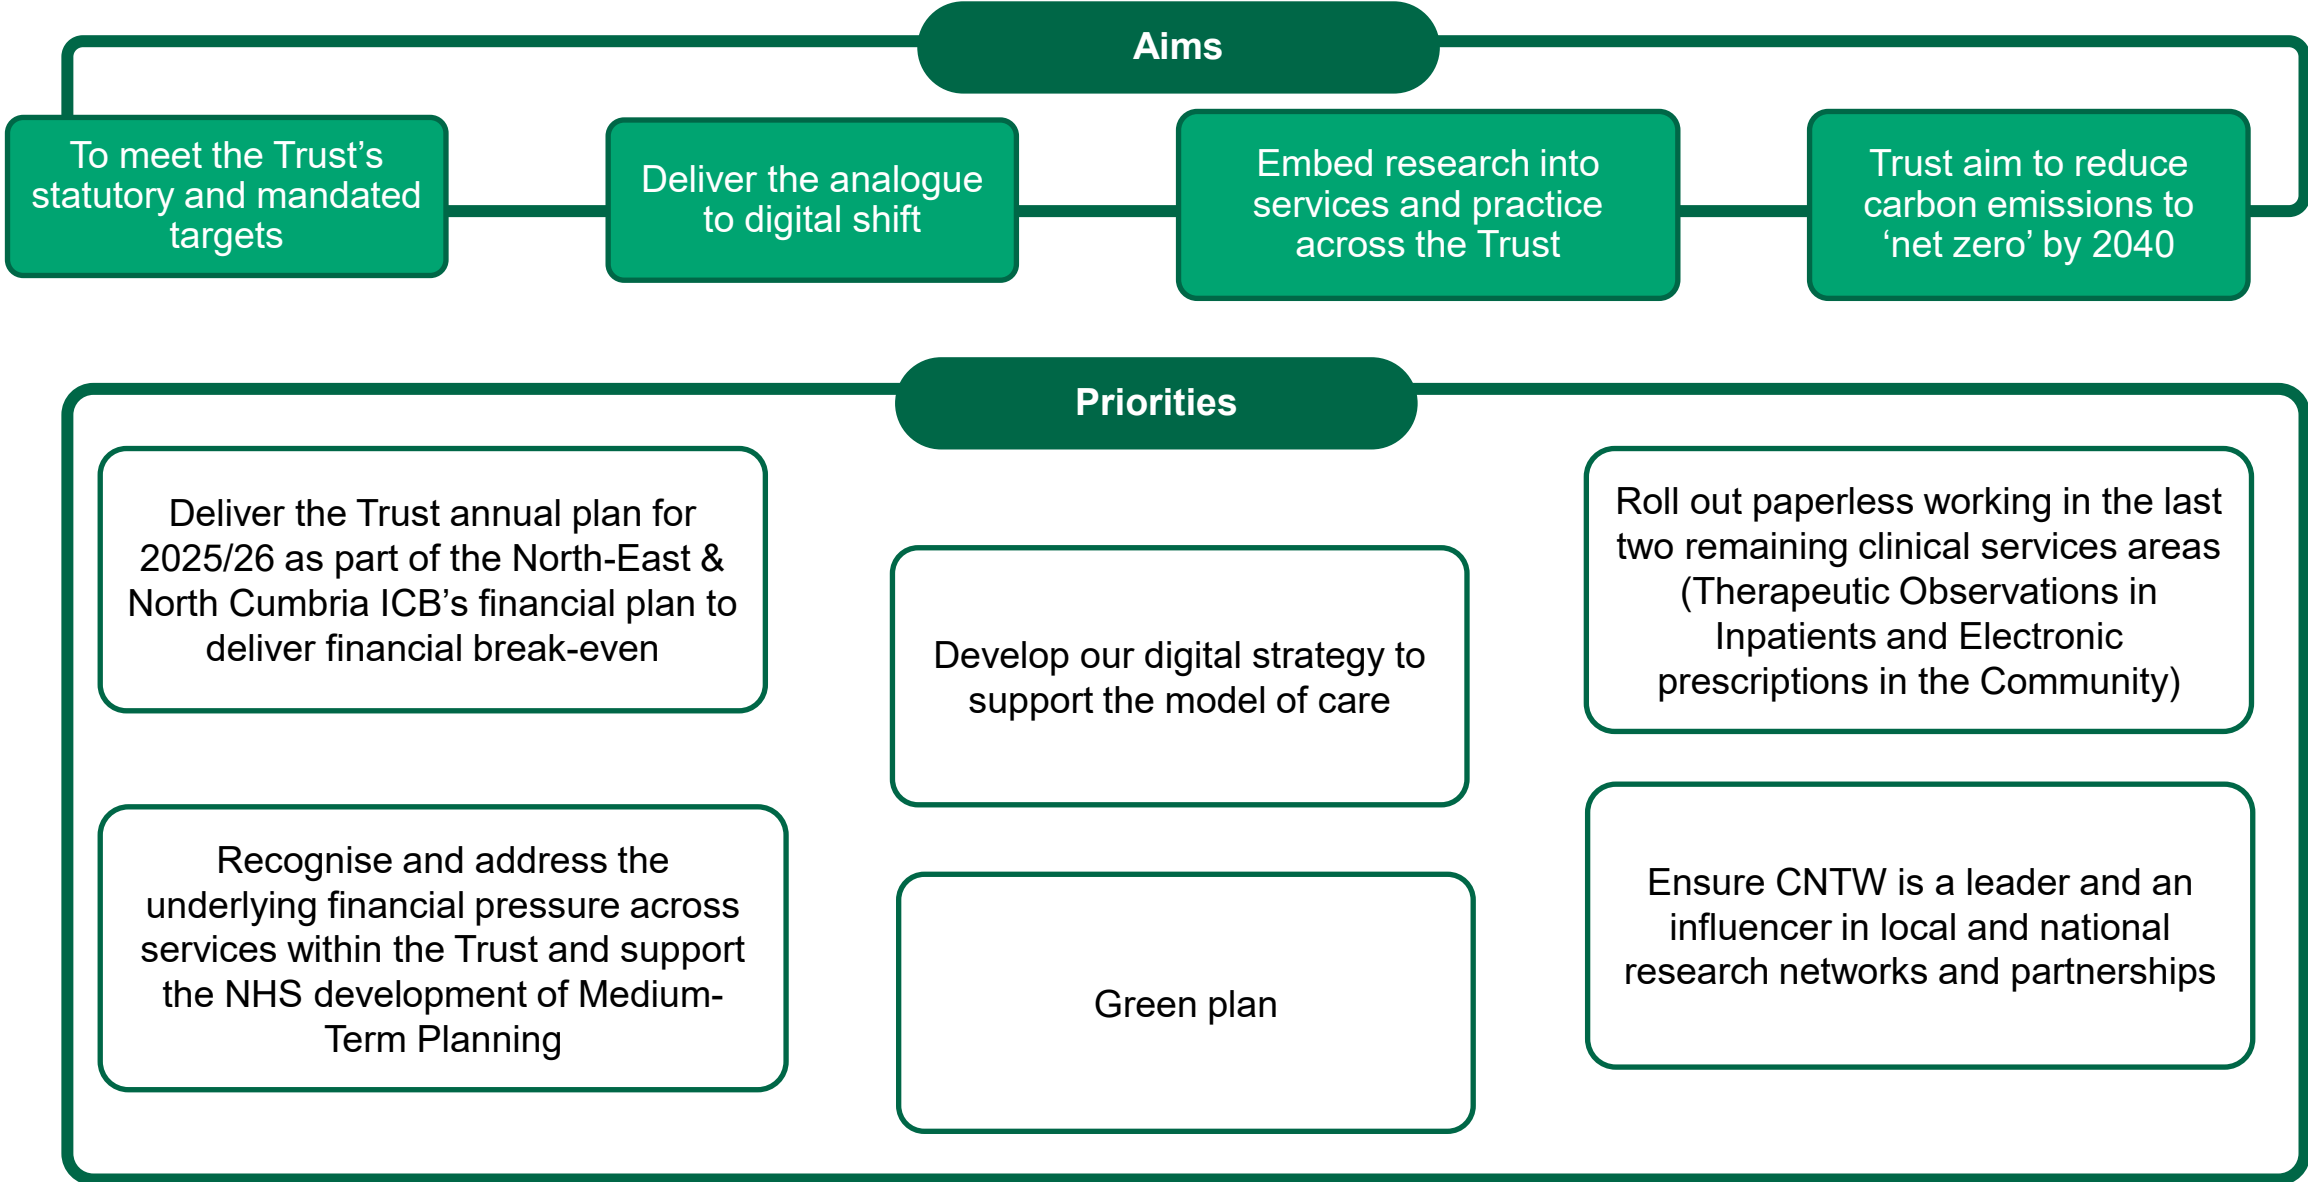 Aims
To meet the Trust’s
statutory and mandated
targets
Deliver the analogue
to digital shift
Embed research into
services and practice
across the Trust
Trust aim to reduce
carbon emissions to
‘net zero’ by 2040
Priorities
Deliver the Trust annual plan for
2025/26 as part of the North-East &
North Cumbria ICB’s financial plan to
deliver financial break-even
Develop our digital strategy to
support the model of care
Roll out paperless working in the last
two remaining clinical services areas
(Therapeutic Observations in
Inpatients and Electronic
prescriptions in the Community)
Recognise and address the
underlying financial pressure across
services within the Trust and support
the NHS development of Medium-
Term Planning
Green plan
Ensure CNTW is a leader and an
influencer in local and national
research networks and partnerships